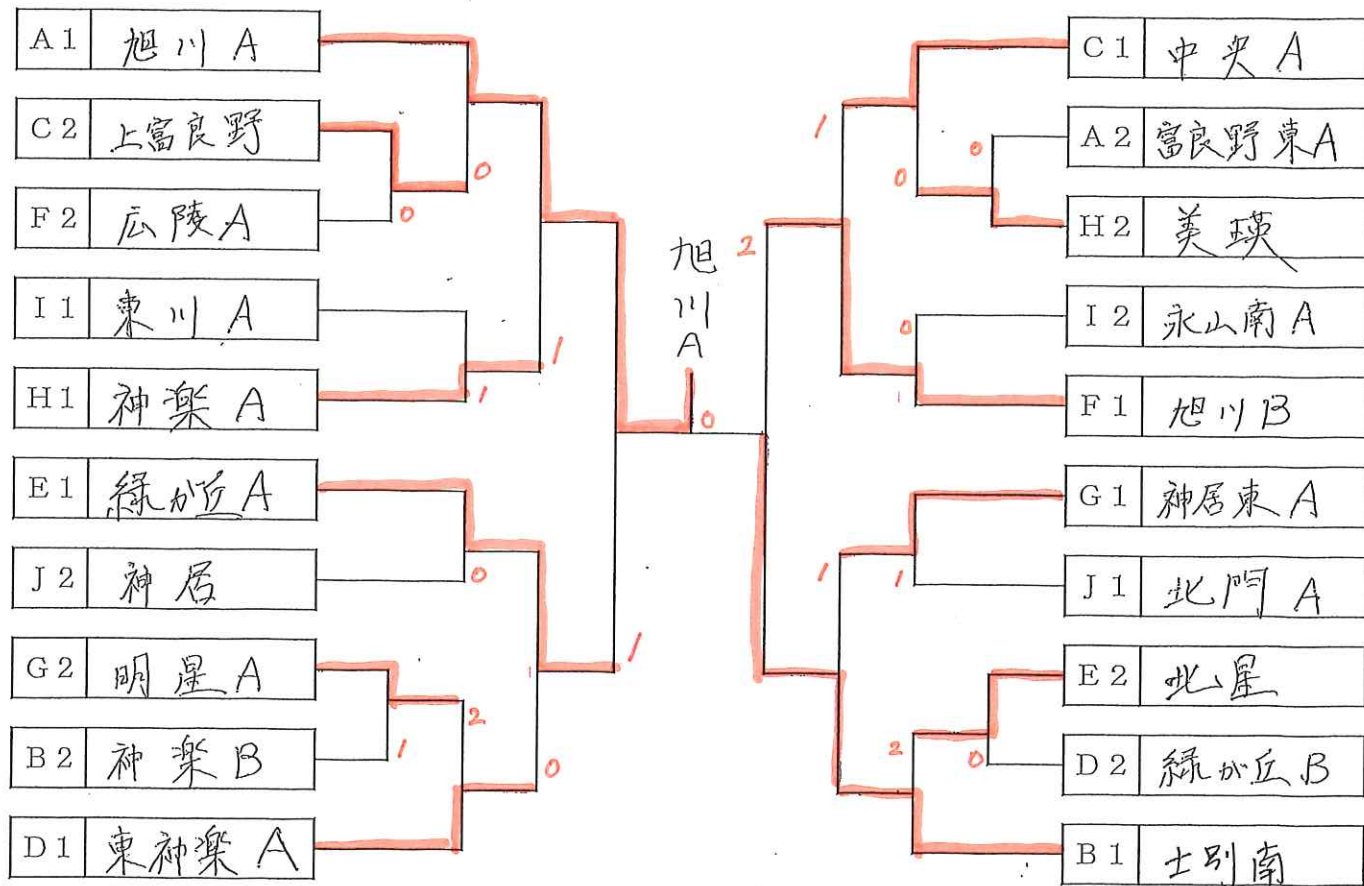 A1 旭川A
C2 上富良野
0
F2 広陵A
0
I1 東川A
1
H1 神楽A
1
E1 緑が丘A
J2 神居
0
1
1
G2 明星A
2
B2 神楽B
1
0
D1 東神楽A
旭川A
0
C1 中央A
1
A2 富良野東A
0
0
H2 美瑛
2
I2 永山南A
0
F1 旭川B
1
G1 神居東A
1
1
J1 北門A
E2 北星
2
0
D2 緑が丘B
B1 士別南